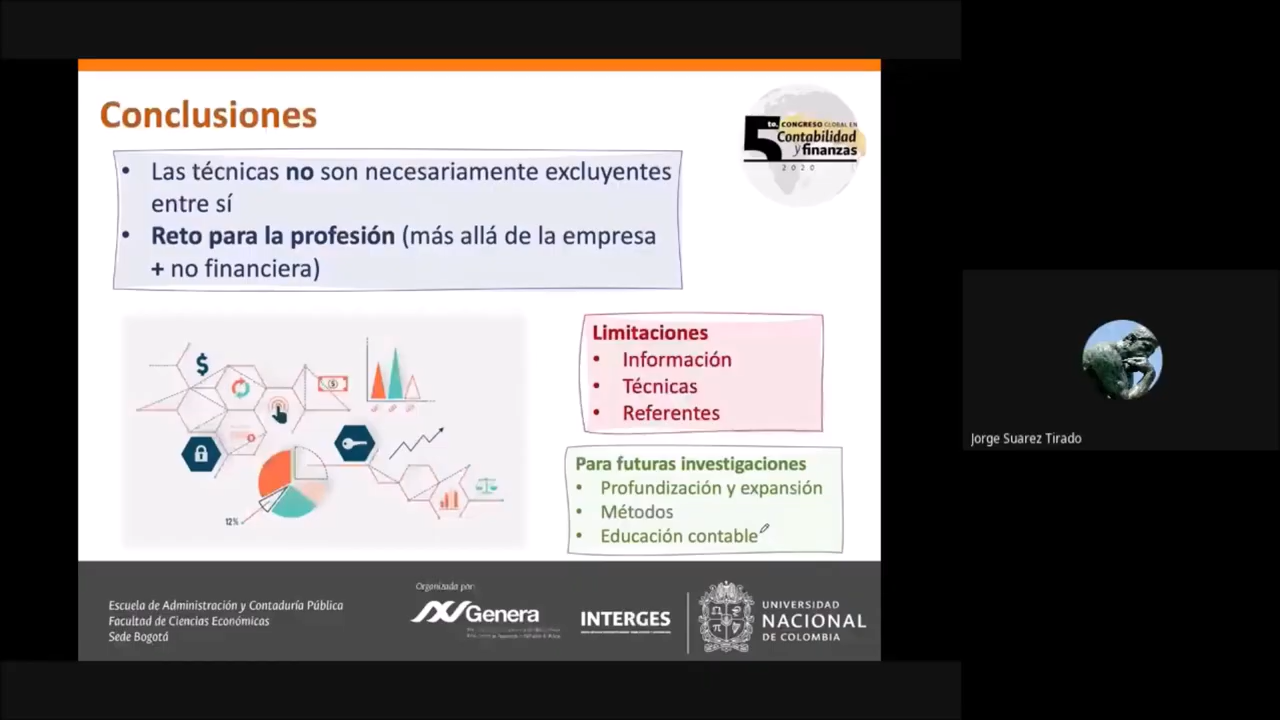 Conclusiones
5to. CONGRESO GLOBAL EN
Contabilidad
y finanzas
2020
• Las técnicas no son necesariamente excluyentes
entre sí
• Reto para la profesión (más allá de la empresa
+ no financiera)
$
$
12%
Limitaciones
• Información
• Técnicas
• Referentes
Para futuras investigaciones
• Profundización y expansión
• Métodos
• Educación contable
Jorge Suarez Tirado
Escuela de Administración y Contaduría Pública
Facultad de Ciencias Económicas
Sede Bogotá
Organizada por:
Genera
INTERGES
UNIVERSIDAD
NACIONAL
DE COLOMBIA